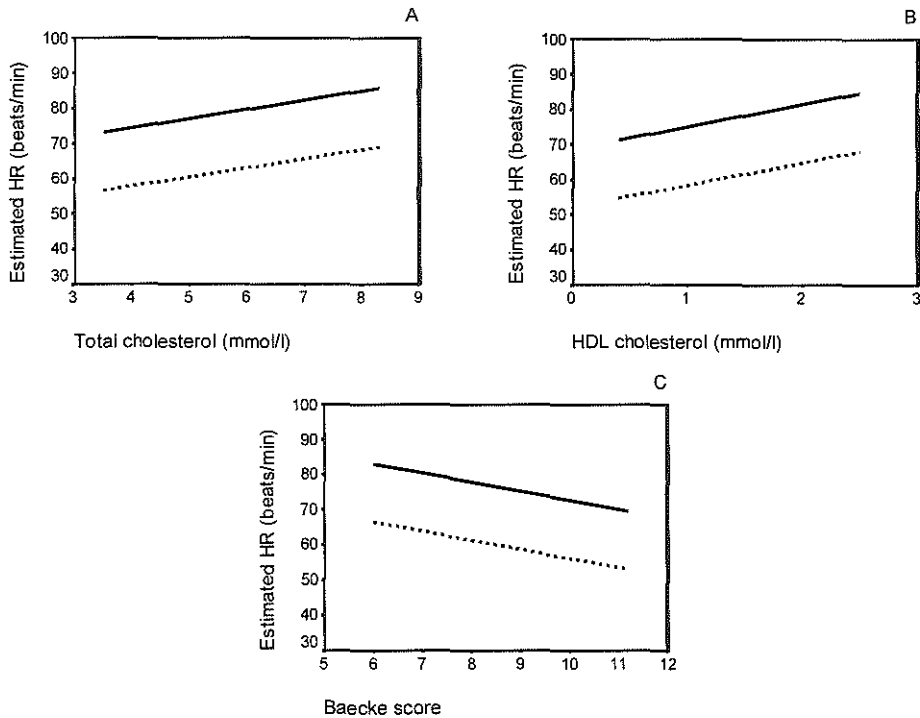 A
Estimated HR (beats/min)
100
90
80
70
60
50
40
30
3 4 5 6 7 8 9
Total cholesterol (mmol/l)
B
Estimated HR (beats/min)
100
90
80
70
60
50
40
30
0 1 2 3
HDL cholesterol (mmol/l)
C
Estimated HR (beats/min)
100
90
80
70
60
50
40
30
5 6 7 8 9 10 11 12
Baecke score